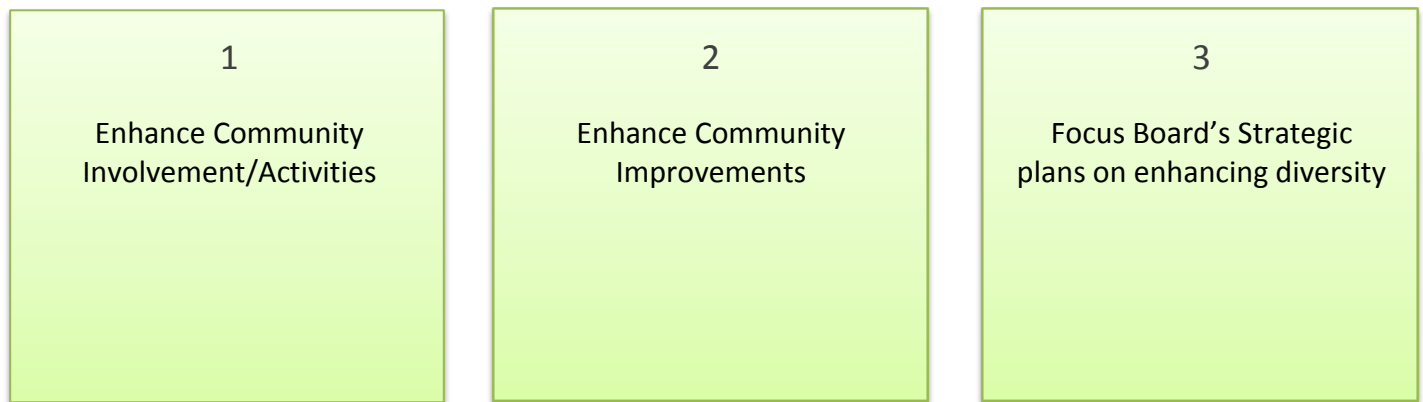 1
Enhance Community
Involvement/Activities
2
Enhance Community
Improvements
3
Focus Board’s Strategic
plans on enhancing diversity